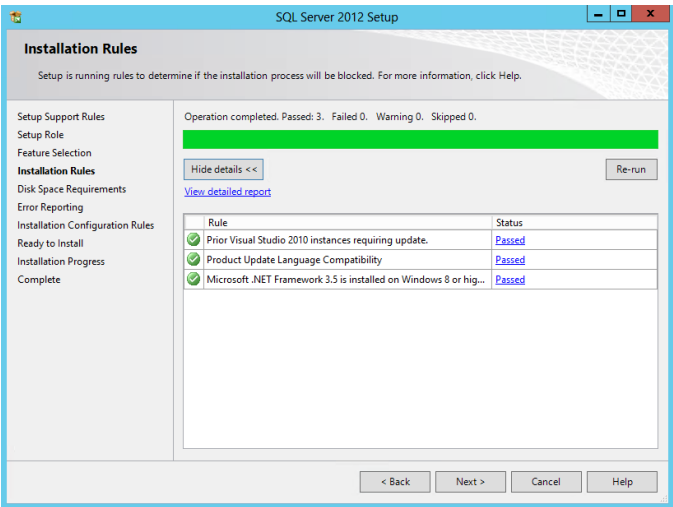 SQL Server 2012 Setup
Installation Rules
Setup is running rules to determine if the installation process will be blocked. For more information, click Help.
Setup Support Rules
Setup Role
Feature Selection
Installation Rules
Disk Space Requirements
Error Reporting
Installation Configuration Rules
Ready to Install
Installation Progress
Complete
Operation completed. Passed: 3. Failed 0. Warning 0. Skipped 0.
Hide details <<
Re-run
View detailed report
Rule Status
Prior Visual Studio 2010 instances requiring update. Passed
Product Update Language Compatibility Passed
Microsoft .NET Framework 3.5 is installed on Windows 8 or hig... Passed
< Back Next > Cancel Help